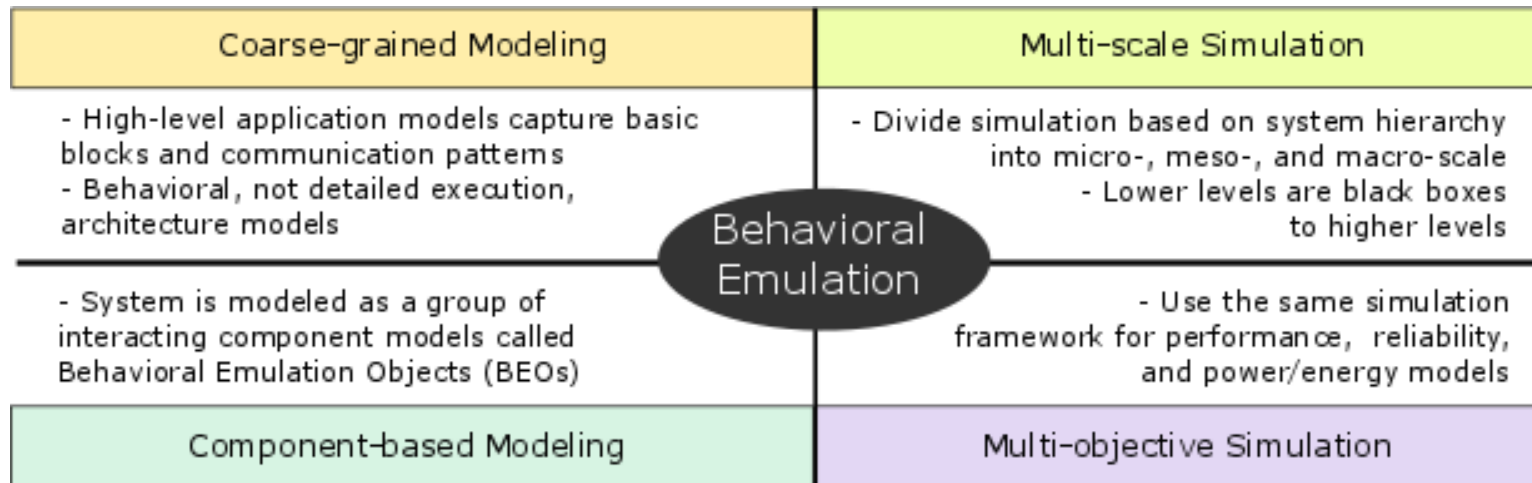 Coarse-grained Modeling
- High-level application models capture basic
blocks and communication patterns
- Behavioral, not detailed execution,
architecture models
Multi-scale Simulation
- Divide simulation based on system hierarchy
into micro-, meso-, and macro-scale
- Lower levels are black boxes
to higher levels
Behavioral
Emulation
- System is modeled as a group of
interacting component models called
Behavioral Emulation Objects (BEOs)
Component-based Modeling
- Use the same simulation
framework for performance, reliability,
and power/energy models
Multi-objective Simulation